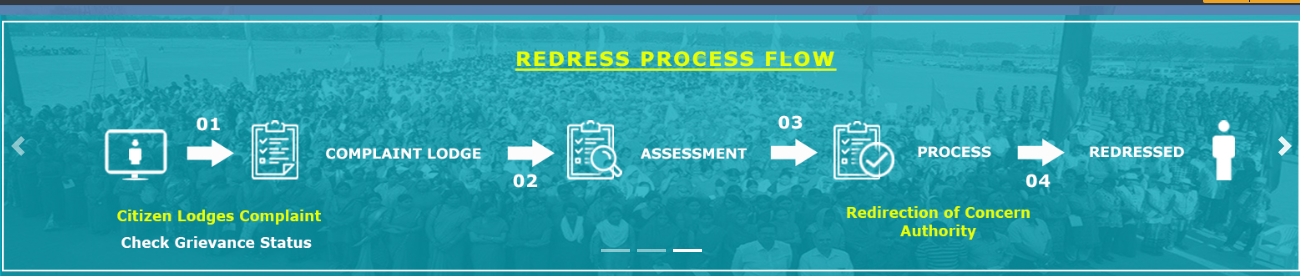 REDRESS PROCESS FLOW
01
03
COMPLAINT LODGE
ASSESSMENT
PROCESS
REDRESSED
02
04
Citizen Lodges Complaint
Check Grievance Status
Redirection of Concern
Authority